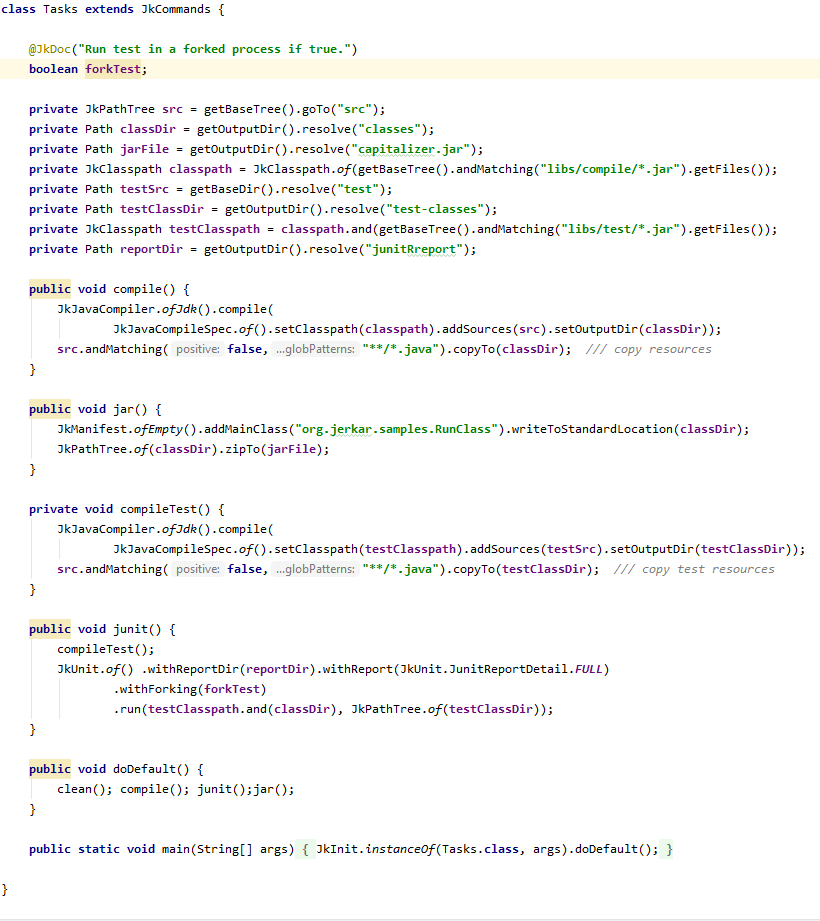 class Tasks extends JkCommands {
@JkDoc("Run test in a forked process if true.")
boolean forkTest;
private JkPathTree src = getBaseTree().goTo("src");
private Path classDir = getOutputDir().resolve("classes");
private Path jarFile = getOutputDir().resolve("capitalizer.jar");
private JkClasspath classpath = JkClasspath.of(getBaseTree().andMatching("libs/compile/*.jar").getFiles());
private Path testSrc = getBaseDir().resolve("test");
private Path testClassDir = getOutputDir().resolve("test-classes");
private JkClasspath testClasspath = classpath.and(getBaseTree().andMatching("libs/test/*.jar").getFiles());
private Path reportDir = getOutputDir().resolve("junitRreport");
public void compile() {
JkJavaCompiler.ofJdk().compile(
JkJavaCompileSpec.of().setClasspath(classpath).addSources(src).setOutputDir(classDir));
src.andMatching( positive: false, ...globPatterns: "**/*.java").copyTo(classDir);  /// copy resources
}
public void jar() {
JkManifest.ofEmpty().addMainClass("org.jerkar.samples.RunClass").writeToStandardLocation(classDir);
JkPathTree.of(classDir).zipTo(jarFile);
}
private void compileTest() {
JkJavaCompiler.ofJdk().compile(
JkJavaCompileSpec.of().setClasspath(testClasspath).addSources(testSrc).setOutputDir(testClassDir));
src.andMatching( positive: false, ...globPatterns: "**/*.java").copyTo(testClassDir);  /// copy test resources
}
public void junit() {
compileTest();
JkUnit.of() .withReportDir(reportDir).withReport(JkUnit.JunitReportDetail.FULL)
.withForking(forkTest)
.run(testClasspath.and(classDir), JkPathTree.of(testClassDir));
}
public void doDefault() {
clean(); compile(); junit();jar();
}
public static void main(String[] args) { JkInit.instanceOf(Tasks.class, args).doDefault(); }
}